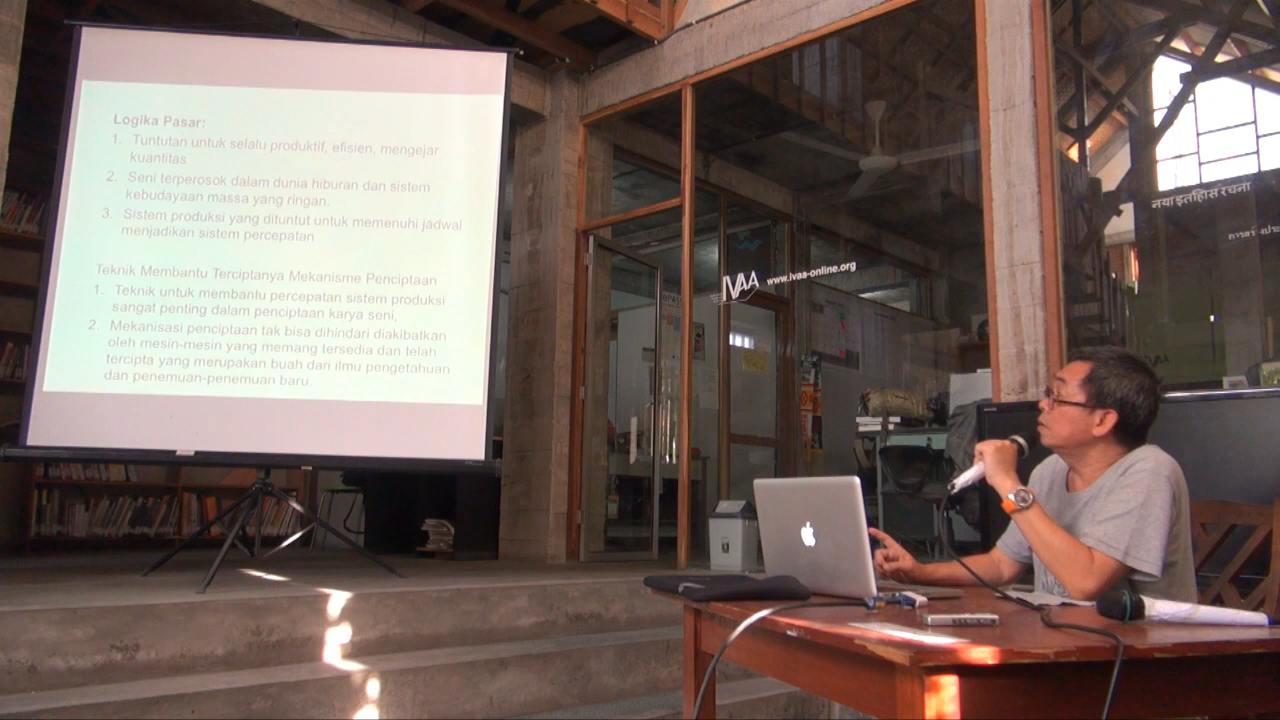 Logika Pasar:
1. Tuntutan untuk selalu produktif, efisien, mengejar
kuantitas
2. Seni terperosok dalam dunia hiburan dan sistem
kebudayaan massa yang ringan.
3. Sistem produksi yang dituntut untuk memenuhi jadwal
menjadikan sistem percepatan
Teknik Membantu Terciptanya Mekanisme Penciptaan
1. Teknik untuk membantu percepatan sistem produksi
sangat penting dalam penciptaan karya seni,
2. Mekanisasi penciptaan tak bisa dihindari diakibatkan
oleh mesin-mesin yang memang tersedia dan telah
tercipta yang merupakan buah dari ilmu pengetahuan
dan penemuan-penemuan baru.
IVAA www.ivaa-online.org
नया इतिहास रचना